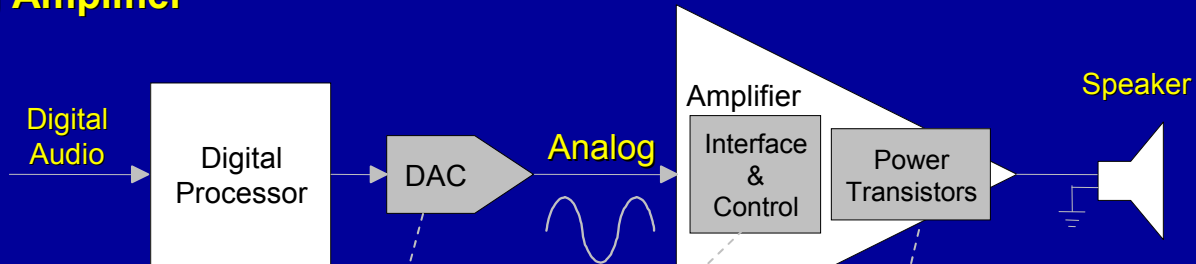 Amplifier
Digital
Audio
Digital
Processor
DAC
Analog
Amplifier
Interface
&
Control
Power
Transistors
Speaker